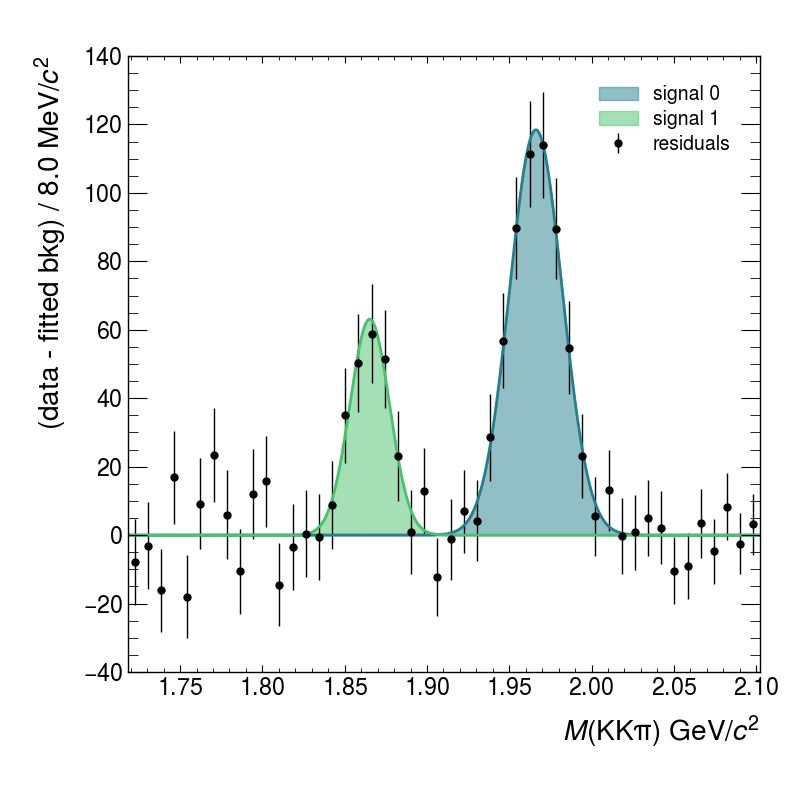 (data - fitted bkg) / 8.0 MeV/c²
140
120
100
80
60
40
20
0
−20
−40
signal 0
signal 1
residuals
1.75 1.80 1.85 1.90 1.95 2.00 2.05 2.10
M(KKπ) GeV/c²